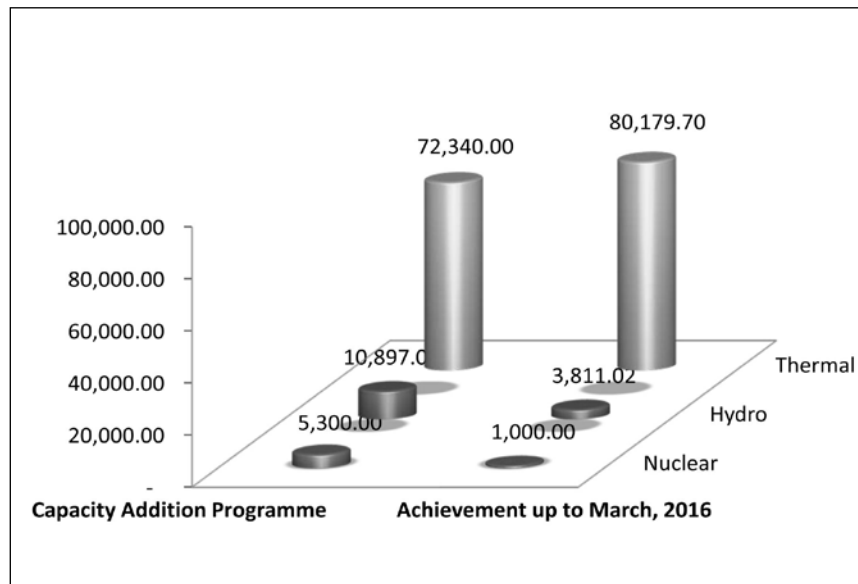 80,179.70
72,340.00
100,000.00
80,000.00
60,000.00
40,000.00
20,000.00
-
10,897.0
3,811.02
5,300.00
1,000.00
Thermal
Hydro
Nuclear
Capacity Addition Programme
Achievement up to March, 2016